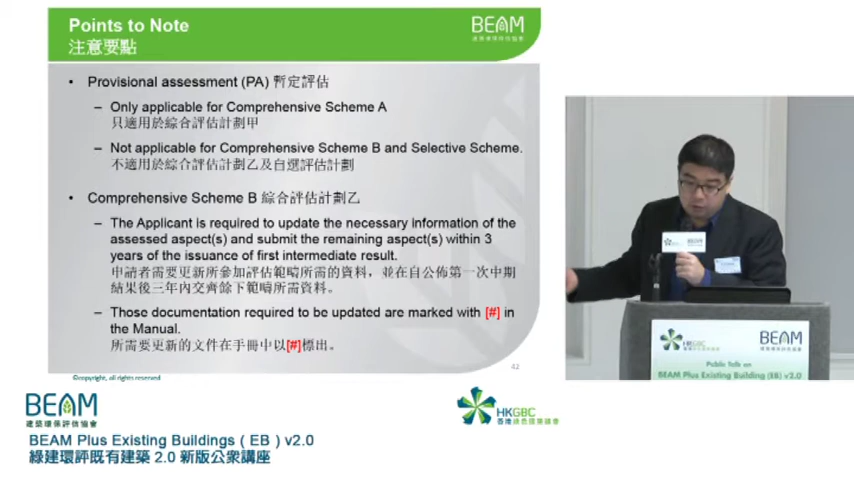 Points to Note
注意要點
BEAM
建築環保評估協會
• Provisional assessment (PA) 暫定評估
– Only applicable for Comprehensive Scheme A
只適用於綜合評估計劃甲
– Not applicable for Comprehensive Scheme B and Selective Scheme.
不適用於綜合評估計劃乙及自選評估計劃
• Comprehensive Scheme B 綜合評估計劃乙
– The Applicant is required to update the necessary information of the
assessed aspect(s) and submit the remaining aspect(s) within 3
years of the issuance of first intermediate result.
申請者需要更新所參加評估範疇所需的資料，並在自公佈第一次中期
結果後三年內交齊餘下範疇所需資料。
– Those documentation required to be updated are marked with [#] in
the Manual.
所需要更新的文件在手冊中以[#]標出。
42
©copyright, all rights reserved
BEAM
建築環保評估協會
HKGBC
香港綠色建築議會
BEAM Plus Existing Buildings ( EB ) v2.0
綠建環評既有建築 2.0 新版公眾講座
HKGBC
BEAM
Public Talk on
BEAM Plus Existing Building (EB) v2.0